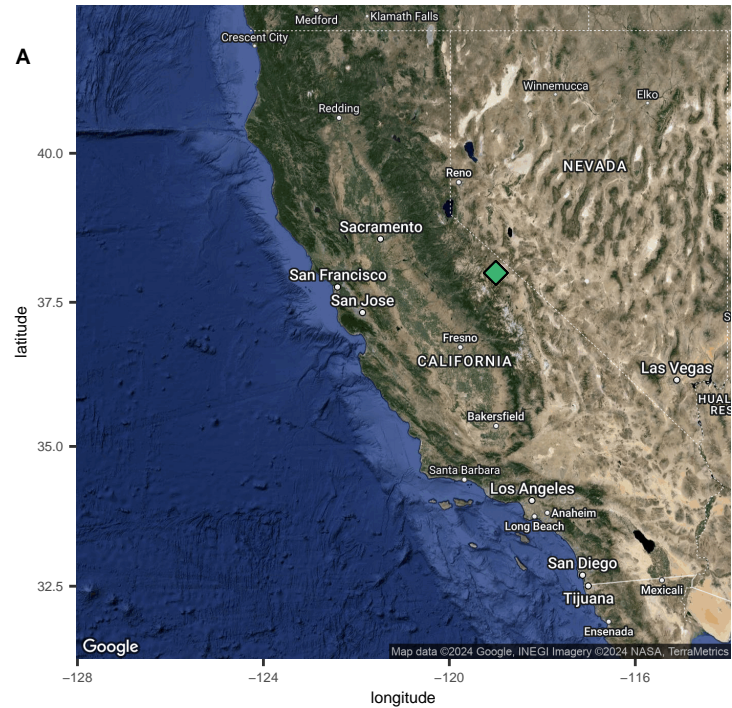 A
Medford
Klamath Falls
Crescent City
Winnemucca
Elko
Redding
40.0
NEVADA
Reno
Sacramento
San Francisco
37.5
San Jose
latitude
Fresno
CALIFORNIA
Las Vegas
HUAL
RES
Bakersfield
35.0
Santa Barbara
Los Angeles
Anaheim
Long Beach
San Diego
32.5
Tijuana
Mexicali
Ensenada
Google
Map data ©2024 Google, INEGI Imagery ©2024 NASA, TerraMetrics
−128
−124
−120
−116
longitude